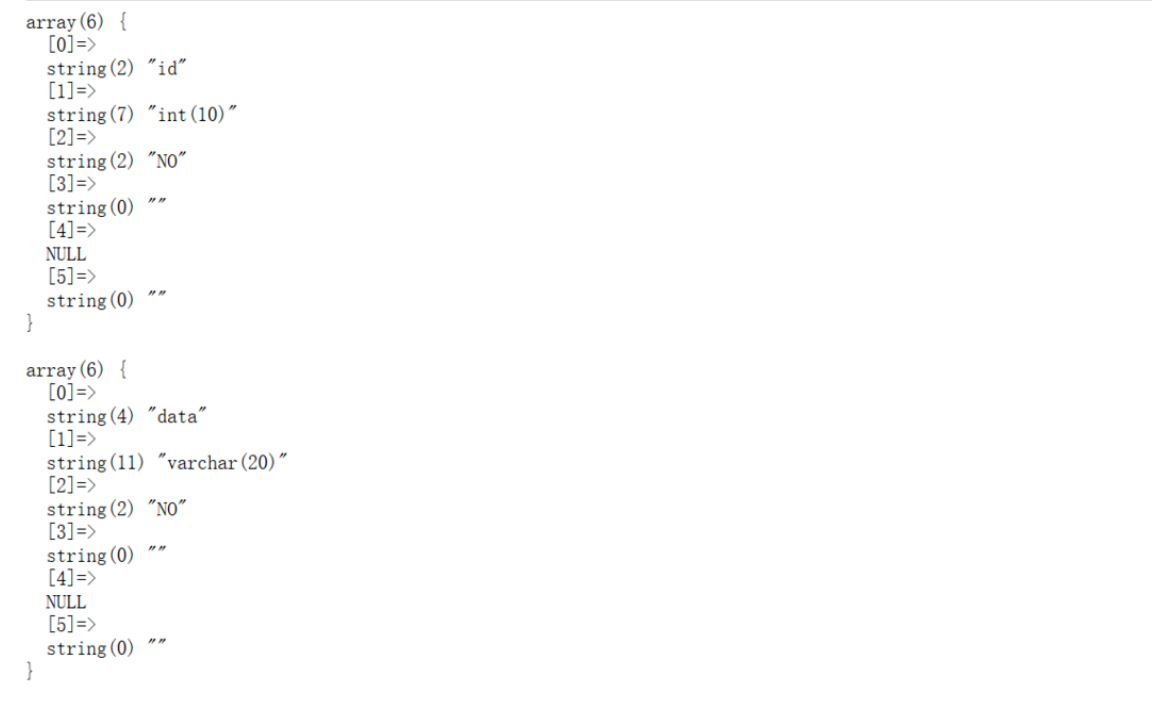 array(6) {
  [0]=>
  string(2) "id"
  [1]=>
  string(7) "int(10)"
  [2]=>
  string(2) "NO"
  [3]=>
  string(0) ""
  [4]=>
  NULL
  [5]=>
  string(0) ""
}

array(6) {
  [0]=>
  string(4) "data"
  [1]=>
  string(11) "varchar(20)"
  [2]=>
  string(2) "NO"
  [3]=>
  string(0) ""
  [4]=>
  NULL
  [5]=>
  string(0) ""
}